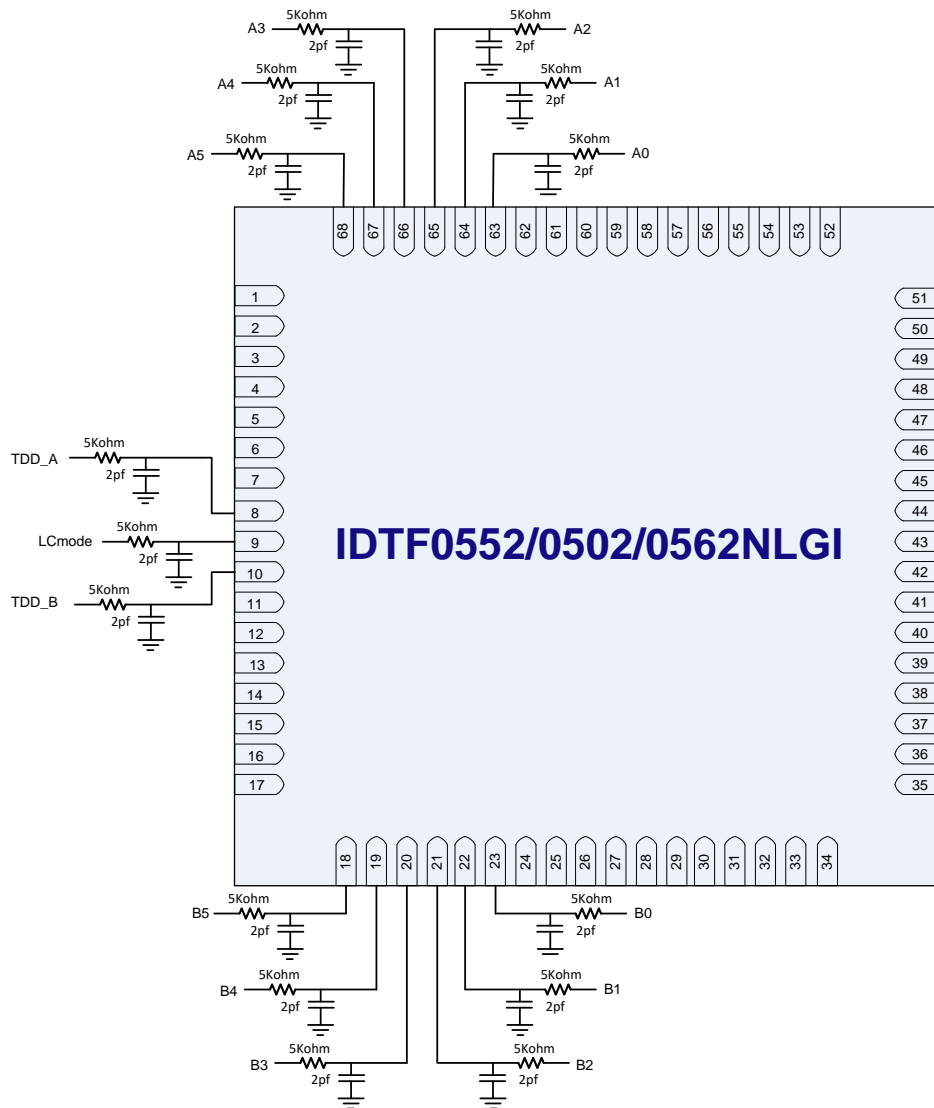 5Kohm
5Kohm
A3
A2
2pf
2pf
5Kohm
5Kohm
A4
A1
2pf
2pf
5Kohm
5Kohm
A5
A0
2pf
2pf
68
67
66
65
64
63
62
61
60
59
58
57
56
55
54
53
52
1
51
2
50
3
49
4
48
5
47
5Kohm
6
46
TDD_A
2pf
7
45
8
44
5Kohm
LCmode
9
IDTF0552/0502/0562NLGI
43
2pf
10
42
5Kohm
TDD_B
11
41
2pf
12
40
13
39
14
38
15
37
16
36
17
35
18
19
20
21
22
23
24
25
26
27
28
29
30
31
32
33
34
5Kohm
5Kohm
B5
B0
2pf
2pf
5Kohm
5Kohm
B4
B1
2pf
2pf
5Kohm
5Kohm
B3
B2
2pf
2pf